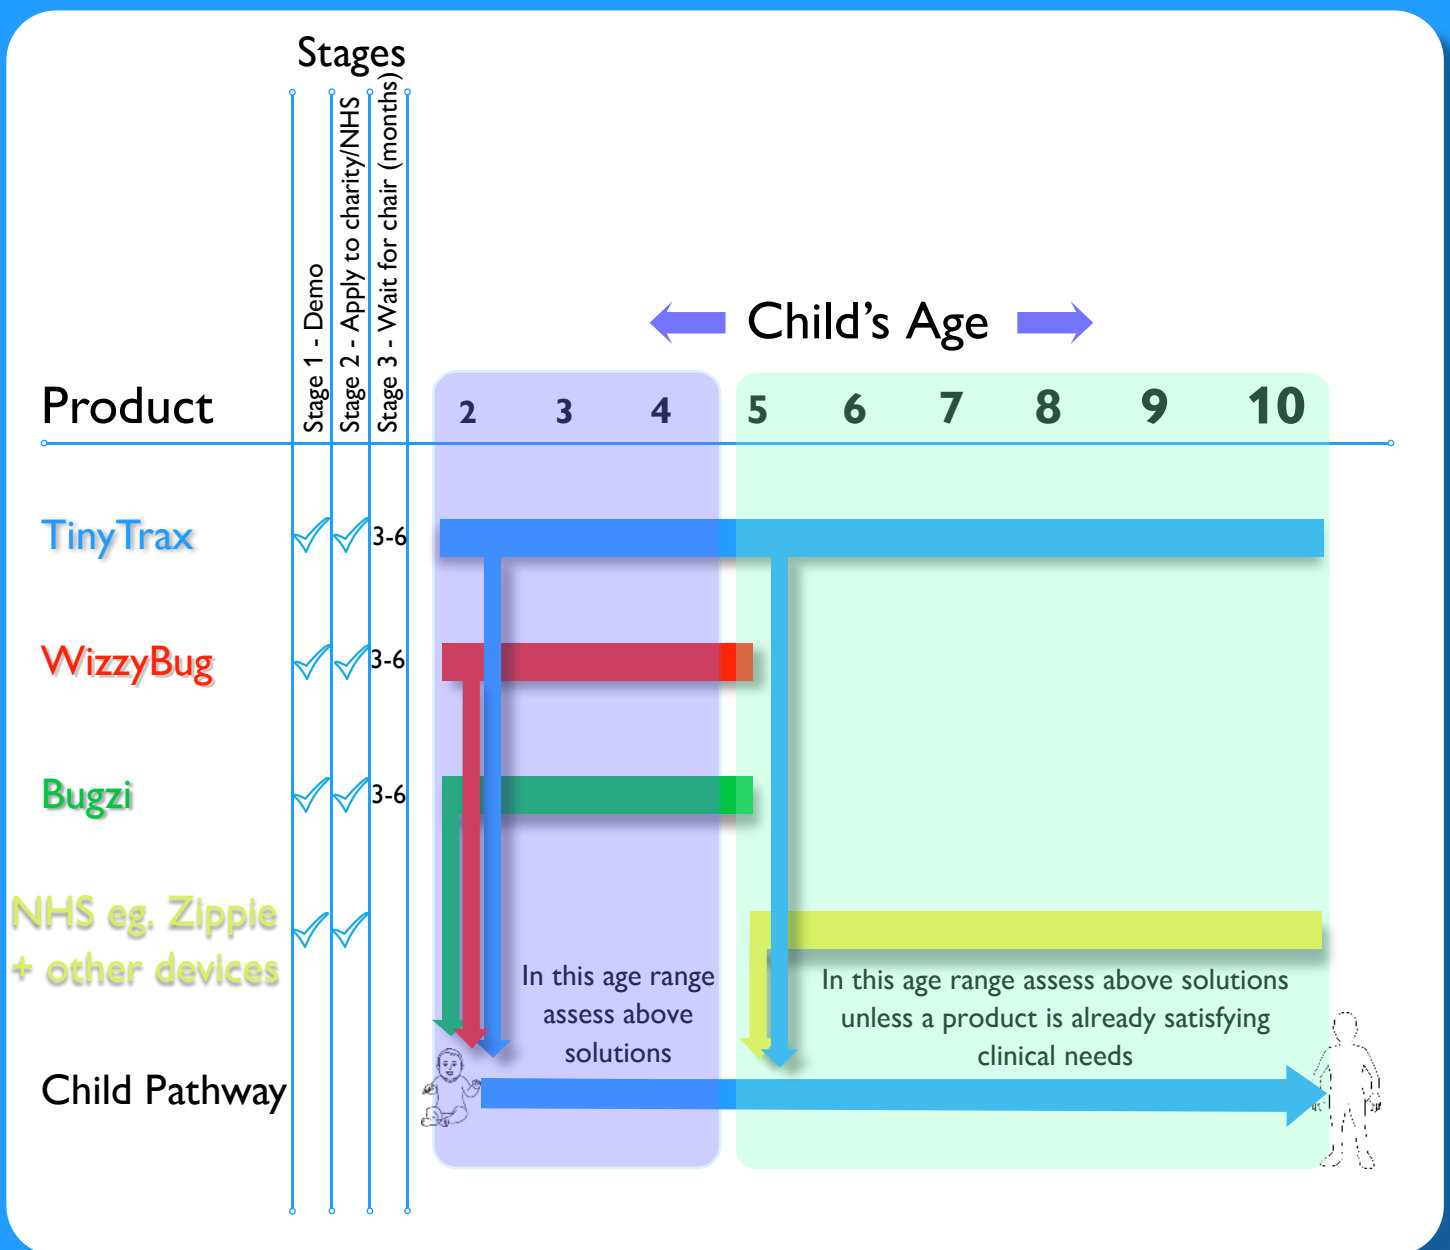 Stages
Stage 1 - Demo
Stage 2 - Apply to charity/NHS
Stage 3 - Wait for chair (months)
Child's Age
Product
2 3 4 5 6 7 8 9 10
TinyTrax 3-6
WizzyBug 3-6
Bugzi 3-6
NHS eg. Zippie
+ other devices
In this age range
assess above
solutions
In this age range assess above solutions
unless a product is already satisfying
clinical needs
Child Pathway